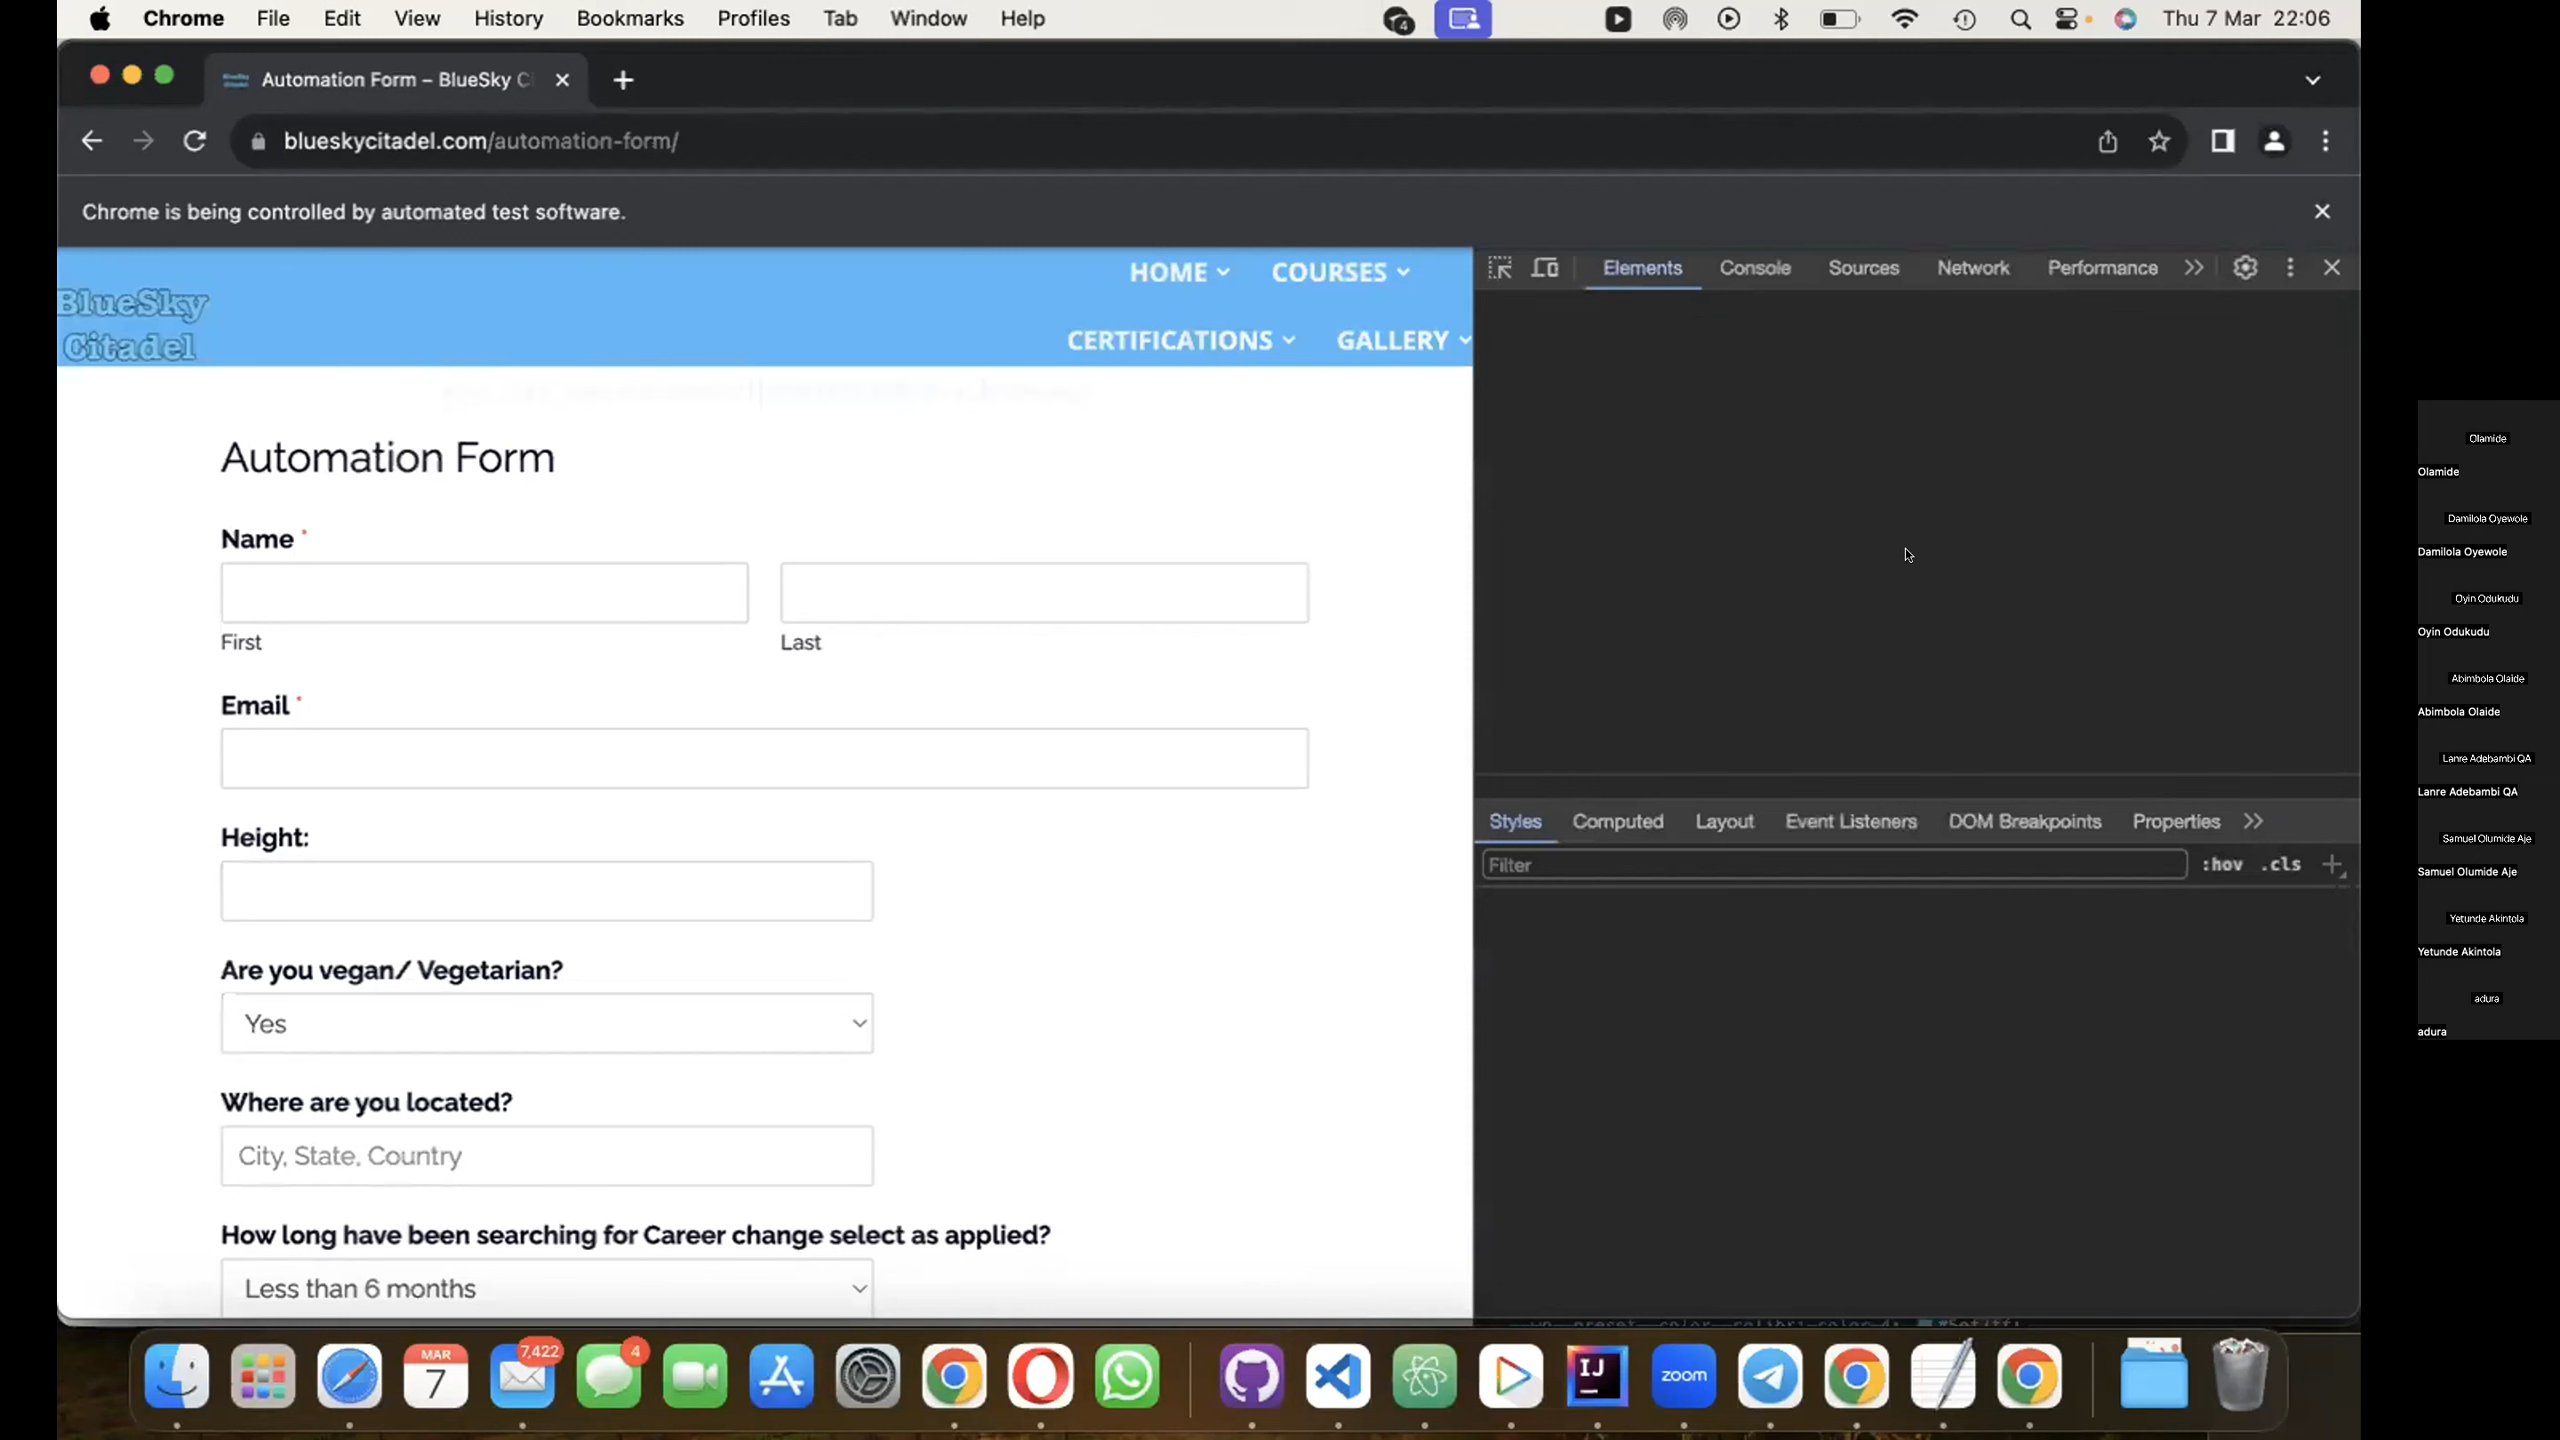 Chrome File Edit View History Bookmarks Profiles Tab Window Help 4 Thu 7 Mar 22:06
Automation Form – BlueSky C
blueskycitadel.com/automation-form/
Chrome is being controlled by automated test software.
HOME COURSES
BlueSky
Citadel
CERTIFICATIONS GALLERY
Elements Console Sources Network Performance
Automation Form
Name *
First Last
Email *
Height:
Are you vegan/ Vegetarian?
Yes
Where are you located?
City, State, Country
How long have been searching for Career change select as applied?
Less than 6 months
Styles Computed Layout Event Listeners DOM Breakpoints Properties
Filter :hov .cls
Olamide
Olamide
Damilola Oyewole
Damilola Oyewole
Oyin Odukudu
Oyin Odukudu
Abimbola Olaide
Abimbola Olaide
Lanre Adebambi QA
Lanre Adebambi QA
Samuel Olumide Aje
Samuel Olumide Aje
Yetunde Akintola
Yetunde Akintola
adura
adura
MAR
7
7,422
4
IJ
zoom